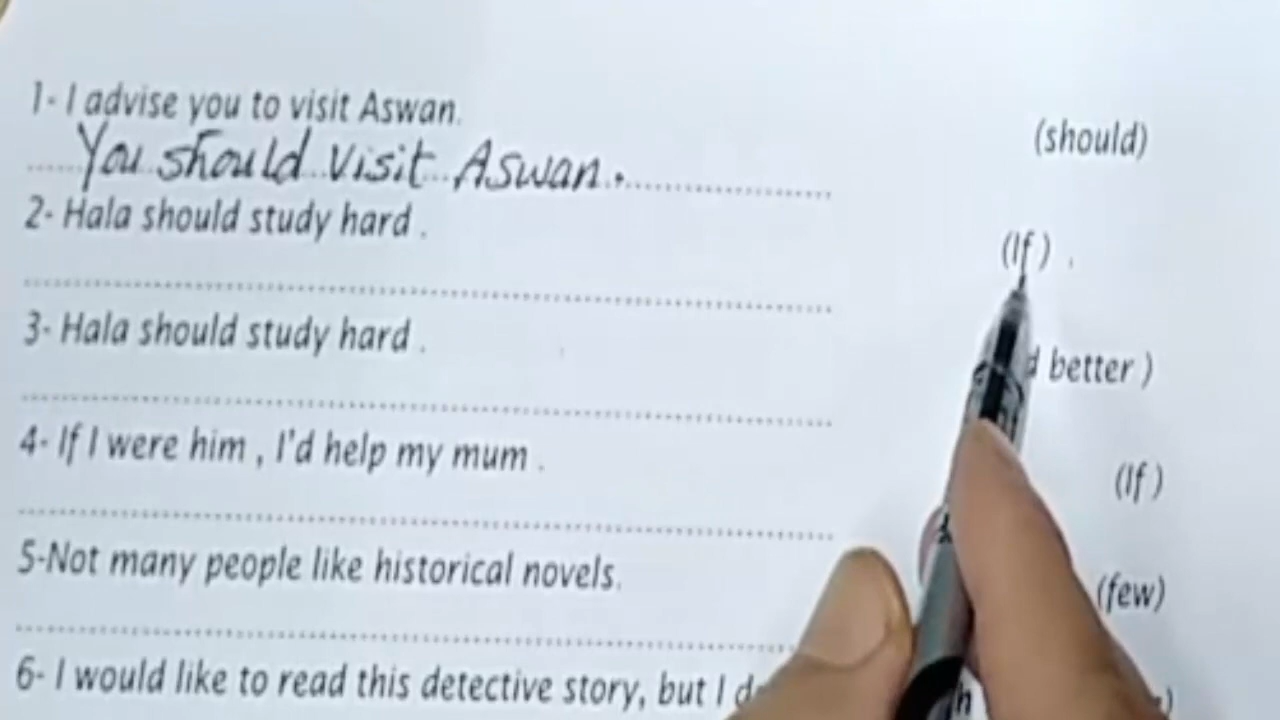 1- I advise you to visit Aswan.
(should)
You should visit Aswan.
2- Hala should study hard .
(If) .
3- Hala should study hard .
better )
4- If I were him , I'd help my mum .
(If )
5-Not many people like historical novels.
(few)
6- I would like to read this detective story, but I